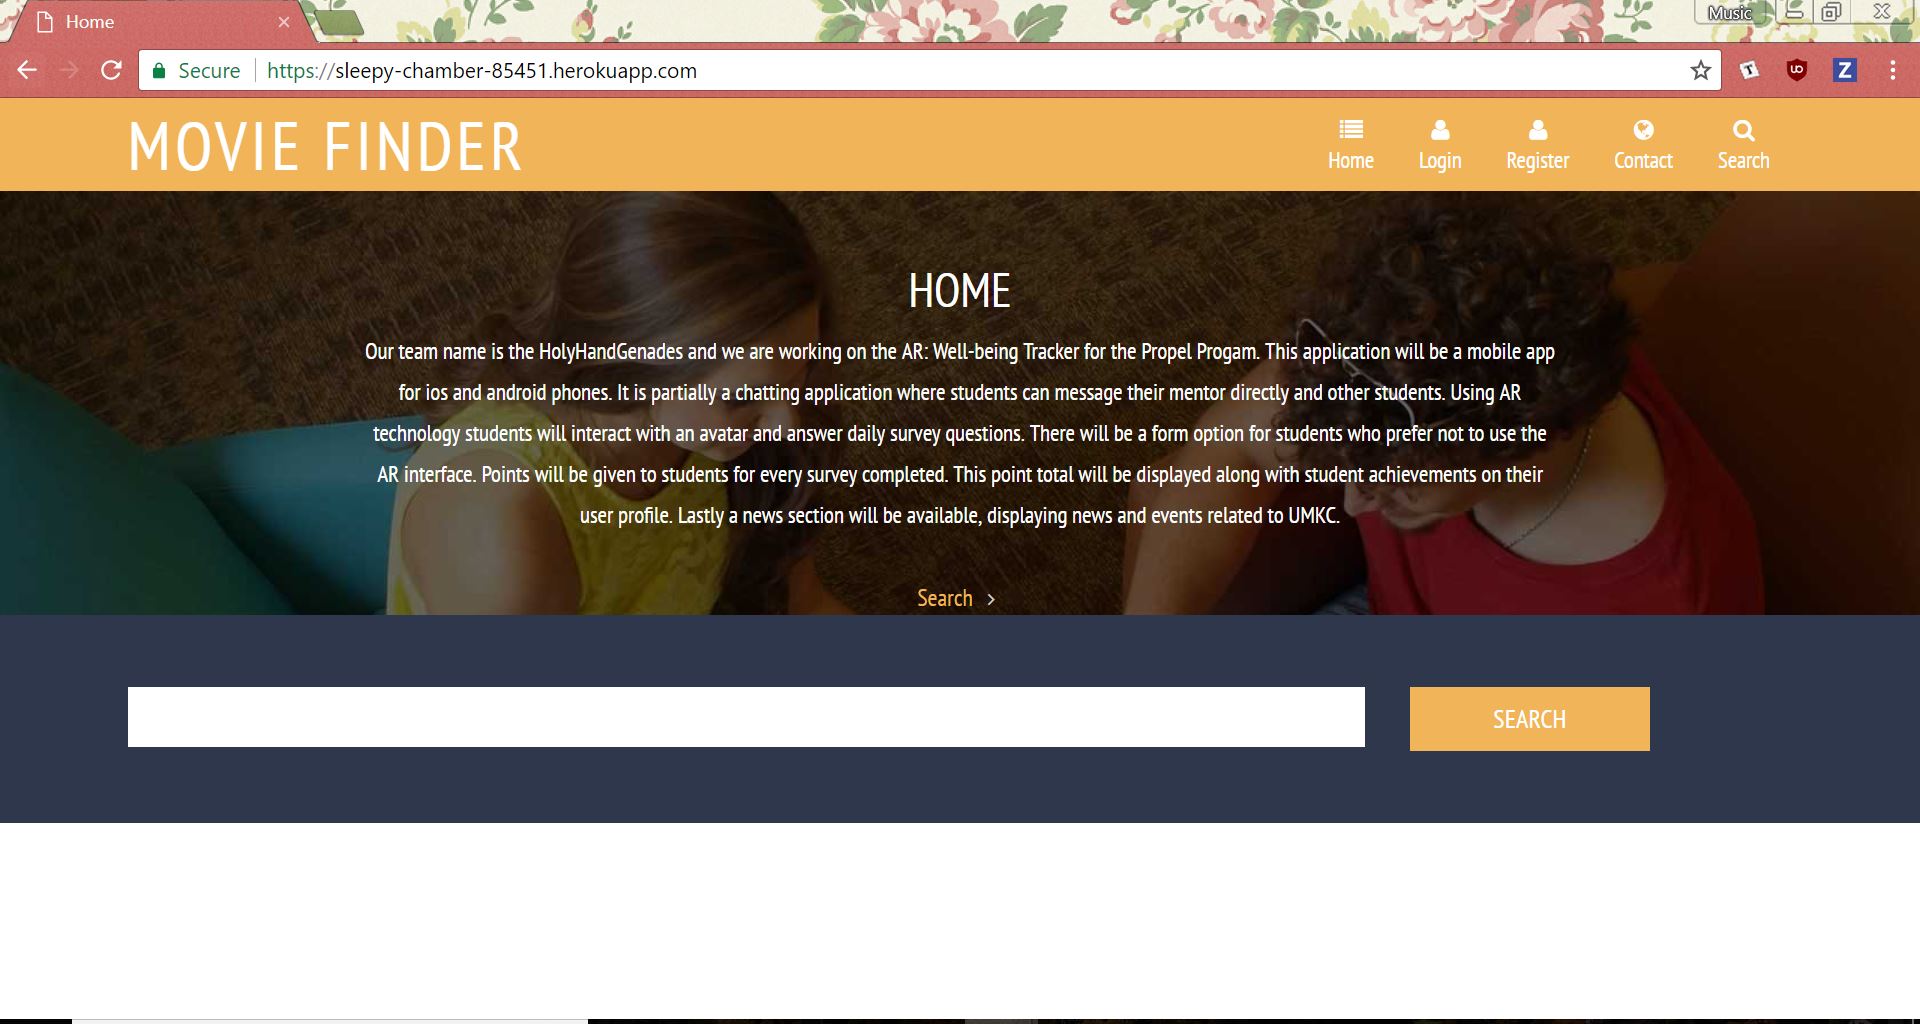 Home
Music
Secure
https://sleepy-chamber-85451.herokuapp.com
MOVIE FINDER
Home
Login
Register
Contact
Search
HOME
Our team name is the HolyHandGenades and we are working on the AR: Well-being Tracker for the Propel Progam. This application will be a mobile app
for ios and android phones. It is partially a chatting application where students can message their mentor directly and other students. Using AR
technology students will interact with an avatar and answer daily survey questions. There will be a form option for students who prefer not to use the
AR interface. Points will be given to students for every survey completed. This point total will be displayed along with student achievements on their
user profile. Lastly a news section will be available, displaying news and events related to UMKC.
Search
SEARCH